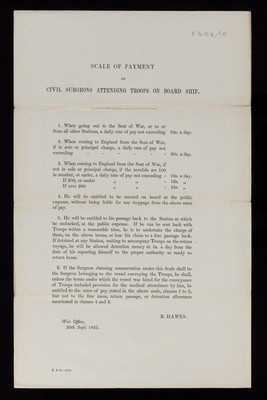 SCALE OF PAYMENT
OF
CIVIL SURGEONS ATTENDING TROOPS ON BOARD SHIP.
1. When going out to the Seat of War, or to or
from all other Stations, a daily rate of pay not exceeding 10s. a day.
2. When coming to England from the Seat of War,
if in sole or principal charge, a daily rate of pay not
exceeding - - - - - 20s. a day.
3. When coming to England from the Seat of War, if
not in sole or principal charge, if the invalids are 100
in number, or under, a daily rate of pay not exceeding - 10s. a day.
If 200, or under „ „ - 12s. „
If over 200 „ „ - 15s. „
4. He will be entitled to be messed on board at the public
expense, without being liable for any stoppage from the above rates
of pay.
5. He will be entitled to his passage back to the Station at which
he embarked, at the public expense. If he can be sent back with
Troops within a reasonable time, he is to undertake the charge of
them, on the above terms, or lose his claim to a free passage back.
If detained at any Station, waiting to accompany Troops on the return
voyage, he will be allowed detention money at 5s. a day from the
date of his reporting himself to the proper authority as ready to
return home.
6. If the Surgeon claiming remuneration under this Scale shall be
the Surgeon belonging to the vessel conveying the Troops, he shall,
unless the terms under which the vessel was hired for the conveyance
of Troops included provision for the medical attendance by him, be
entitled to the rates of pay stated in the above scale, clauses 1 to 3,
but not to the free mess, return passage, or detention allowance
mentioned in clauses 4 and 5.
B. HAWES.
War Office,
20th Sept. 1855.